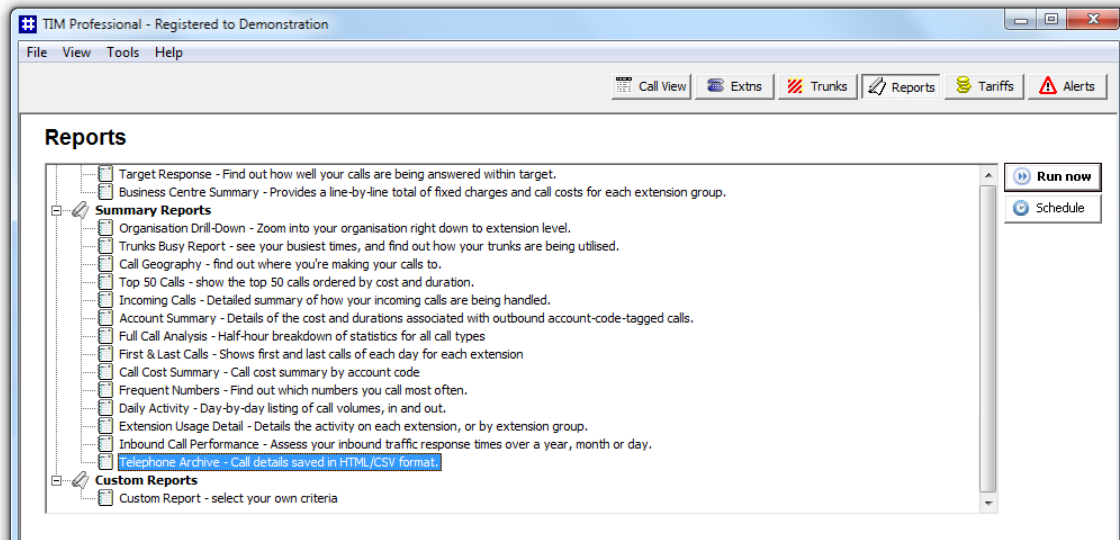 TIM Professional - Registered to Demonstration
File View Tools Help
Call View Extns Trunks Reports Tariffs Alerts
Reports
Target Response - Find out how well your calls are being answered within target.
Business Centre Summary - Provides a line-by-line total of fixed charges and call costs for each extension group.
Summary Reports
Organisation Drill-Down - Zoom into your organisation right down to extension level.
Trunks Busy Report - see your busiest times, and find out how your trunks are being utilised.
Call Geography - find out where you're making your calls to.
Top 50 Calls - show the top 50 calls ordered by cost and duration.
Incoming Calls - Detailed summary of how your incoming calls are being handled.
Account Summary - Details of the cost and durations associated with outbound account-code-tagged calls.
Full Call Analysis - Half-hour breakdown of statistics for all call types
First & Last Calls - Shows first and last calls of each day for each extension
Call Cost Summary - Call cost summary by account code
Frequent Numbers - Find out which numbers you call most often.
Daily Activity - Day-by-day listing of call volumes, in and out.
Extension Usage Detail - Details the activity on each extension, or by extension group.
Inbound Call Performance - Assess your inbound traffic response times over a year, month or day.
Telephone Archive - Call details saved in HTML/CSV format.
Custom Reports
Custom Report - select your own criteria
Run now
Schedule